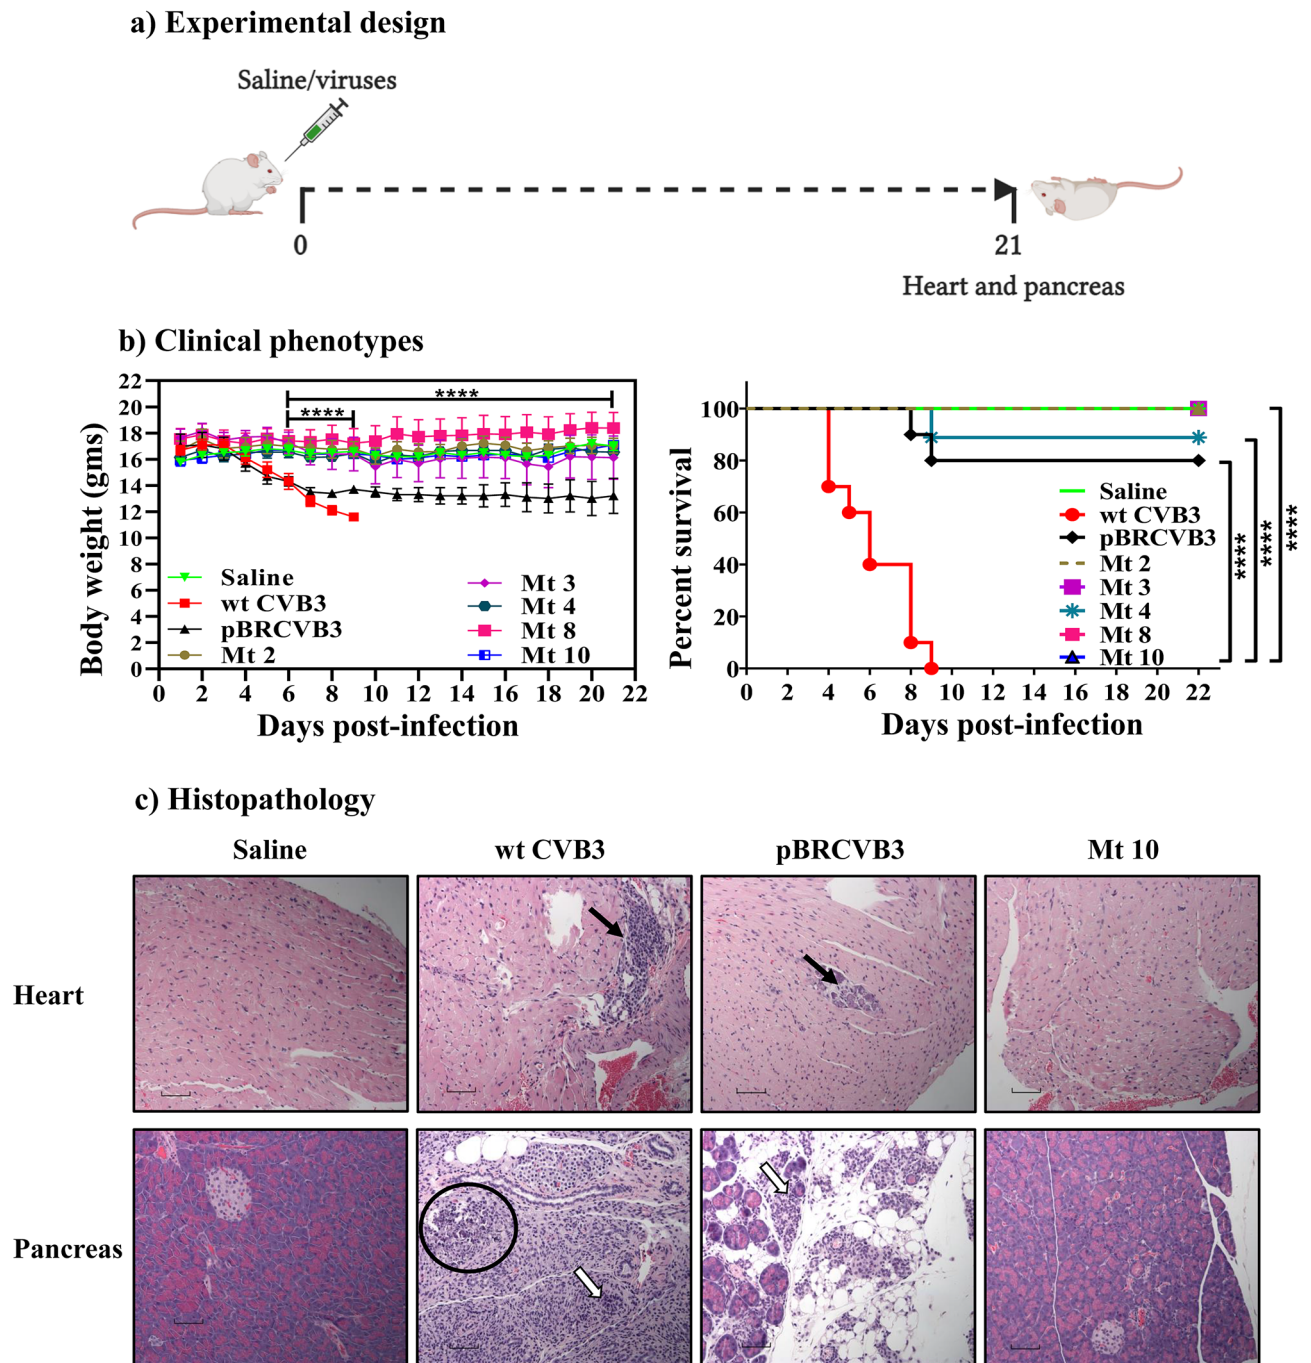 a) Experimental design
Saline/viruses
0
21
Heart and pancreas
b) Clinical phenotypes
22
20
18
16
14
12
10
8
6
4
2
0
Body weight (gms)
****
****
Saline
wt CVB3
pBRCVB3
Mt 2
Mt 3
Mt 4
Mt 8
Mt 10
0 2 4 6 8 10 12 14 16 18 20 22
Days post-infection
100
80
60
40
20
0
Percent survival
Saline
wt CVB3
pBRCVB3
Mt 2
Mt 3
Mt 4
Mt 8
Mt 10
****
****
****
0 2 4 6 8 10 12 14 16 18 20 22
Days post-infection
c) Histopathology
Saline wt CVB3 pBRCVB3 Mt 10
Heart
Pancreas